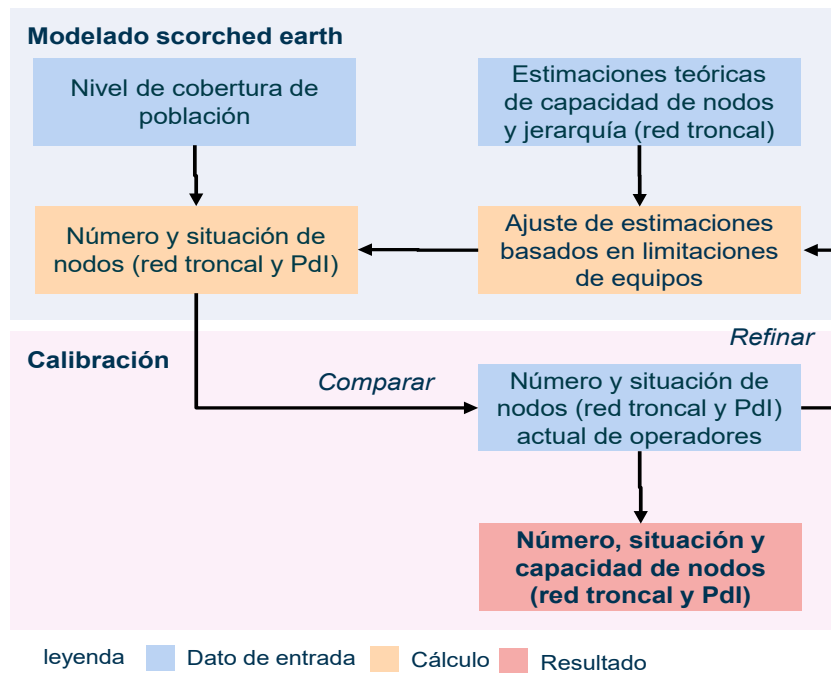 Modelado scorched earth
Nivel de cobertura de
población
Estimaciones teóricas
de capacidad de nodos
y jerarquía (red troncal)
Número y situación de
nodos (red troncal y PdI)
Ajuste de estimaciones
basados en limitaciones
de equipos
Refinar
Calibración
Comparar
Número y situación de
nodos (red troncal y PdI)
actual de operadores
Número, situación y
capacidad de nodos
(red troncal y PdI)
leyenda
Dato de entrada
Cálculo
Resultado